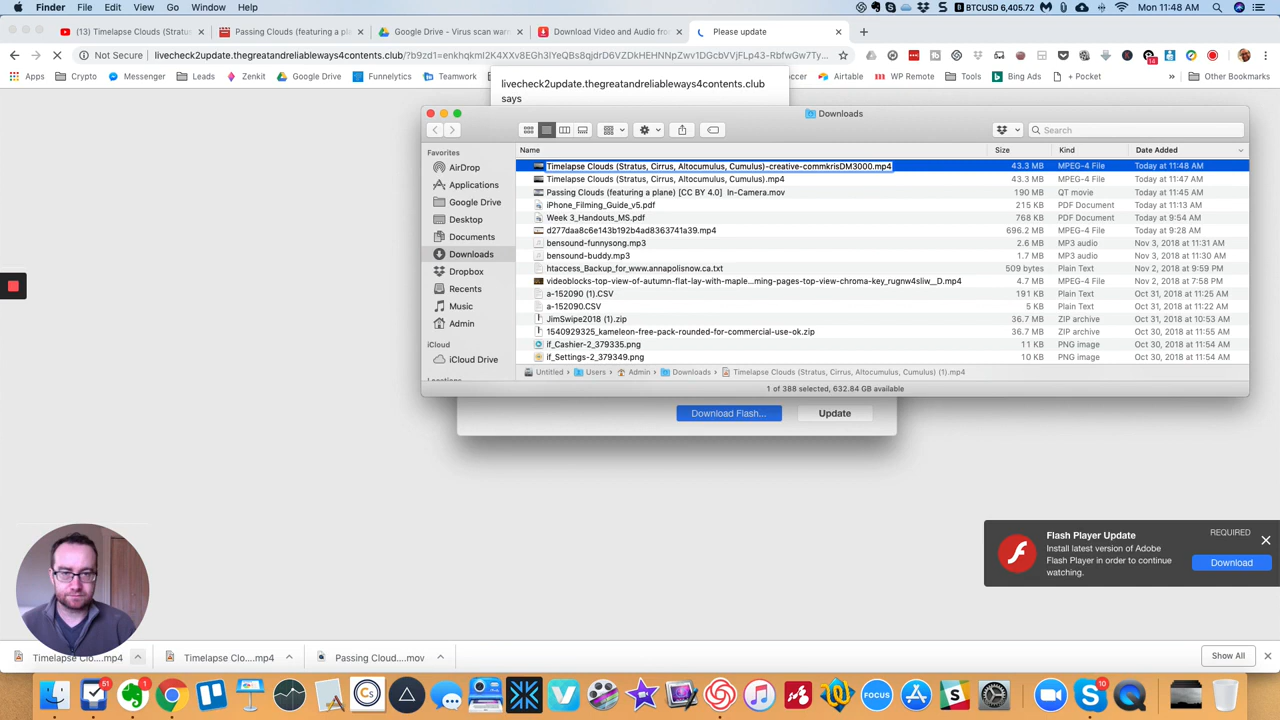 Finder File Edit View Go Window Help
BTCUSD 6,405.72 Mon 11:48 AM
(13) Timelapse Clouds (Stratus
Passing Clouds (featuring a pl
Google Drive - Virus scan warn
Download Video and Audio from
Please update
Not Secure livecheck2update.thegreatandreliableways4contents.club
Apps Crypto Messenger Leads Zenkit Google Drive Funnelytics Teamwork
Airtable WP Remote Tools Bing Ads + Pocket » Other Bookmarks
livecheck2update.thegreatandreliableways4contents.club
says
Downloads
Search
Name Size Kind Date Added
Favorites
AirDrop
Applications
Google Drive
Desktop
Documents
Downloads
Dropbox
Recents
Music
Admin
iCloud
iCloud Drive
Timelapse Clouds (Stratus, Cirrus, Altocumulus, Cumulus)-creative-commkrisDM3000.mp4 43.3 MB MPEG-4 File Today at 11:48 AM
Timelapse Clouds (Stratus, Cirrus, Altocumulus, Cumulus).mp4 43.3 MB MPEG-4 File Today at 11:47 AM
Passing Clouds (featuring a plane) [CC BY 4.0] In-Camera.mov 190 MB QT movie Today at 11:45 AM
iPhone_Filming_Guide_v5.pdf 215 KB PDF Document Today at 11:13 AM
Week 3_Handouts_MS.pdf 768 KB PDF Document Today at 9:54 AM
d277daa8c6e143b192b4ad8363741a39.mp4 696.2 MB MPEG-4 File Today at 9:28 AM
bensound-funnysong.mp3 2.6 MB MP3 audio Nov 3, 2018 at 11:31 AM
bensound-buddy.mp3 1.7 MB MP3 audio Nov 3, 2018 at 11:30 AM
htaccess_Backup_for_www.annapolisnow.ca.txt 509 bytes Plain Text Nov 2, 2018 at 9:59 PM
videoblocks-top-view-of-autumn-flat-lay-with-maple...ming-pages-top-view-chroma-key_rugnw4sliw__D.mp4 4.7 MB MPEG-4 File Nov 2, 2018 at 7:58 PM
a-152090 (1).CSV 191 KB Plain Text Oct 31, 2018 at 11:25 AM
a-152090.CSV 5 KB Plain Text Oct 31, 2018 at 11:22 AM
JimSwipe2018 (1).zip 36.7 MB ZIP archive Oct 31, 2018 at 10:53 AM
1540929325_kameleon-free-pack-rounded-for-commercial-use-ok.zip 36.7 MB ZIP archive Oct 30, 2018 at 11:55 AM
if_Cashier-2_379335.png 11 KB PNG image Oct 30, 2018 at 11:54 AM
if_Settings-2_379349.png 10 KB PNG image Oct 30, 2018 at 11:54 AM
Untitled Users Admin Downloads Timelapse Clouds (Stratus, Cirrus, Altocumulus, Cumulus) (1).mp4
1 of 388 selected, 632.84 GB available
Download Flash... Update
Flash Player Update REQUIRED
Install latest version of Adobe
Flash Player in order to continue
watching.
Download
Timelapse Clo....mp4
Timelapse Clo....mp4
Passing Cloud....mov
Show All
51 1 FOCUS 10